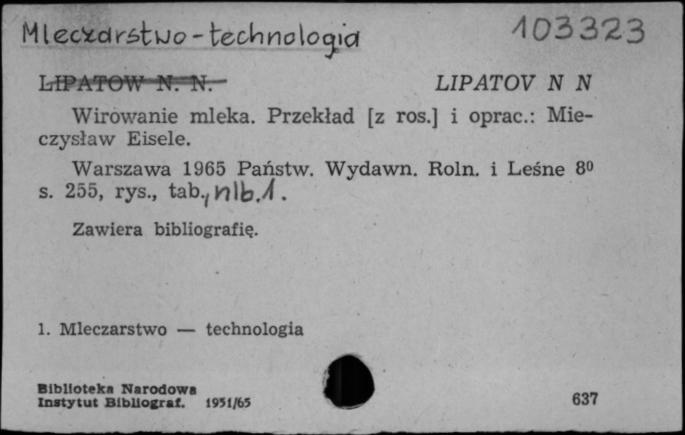 Mleczarstwo - technologia 103323
LIPATOW N. N. LIPATOV N N
Wirowanie mleka. Przekład [z ros.] i oprac.: Mie-
czysław Eisele.
Warszawa 1965 Państw. Wydawn. Roln. i Leśne 8⁰
s. 255, rys., tab., nlb.1.
Zawiera bibliografię.
1. Mleczarstwo — technologia
Biblioteka Narodowa
Instytut Bibliograf. 1951/65
637